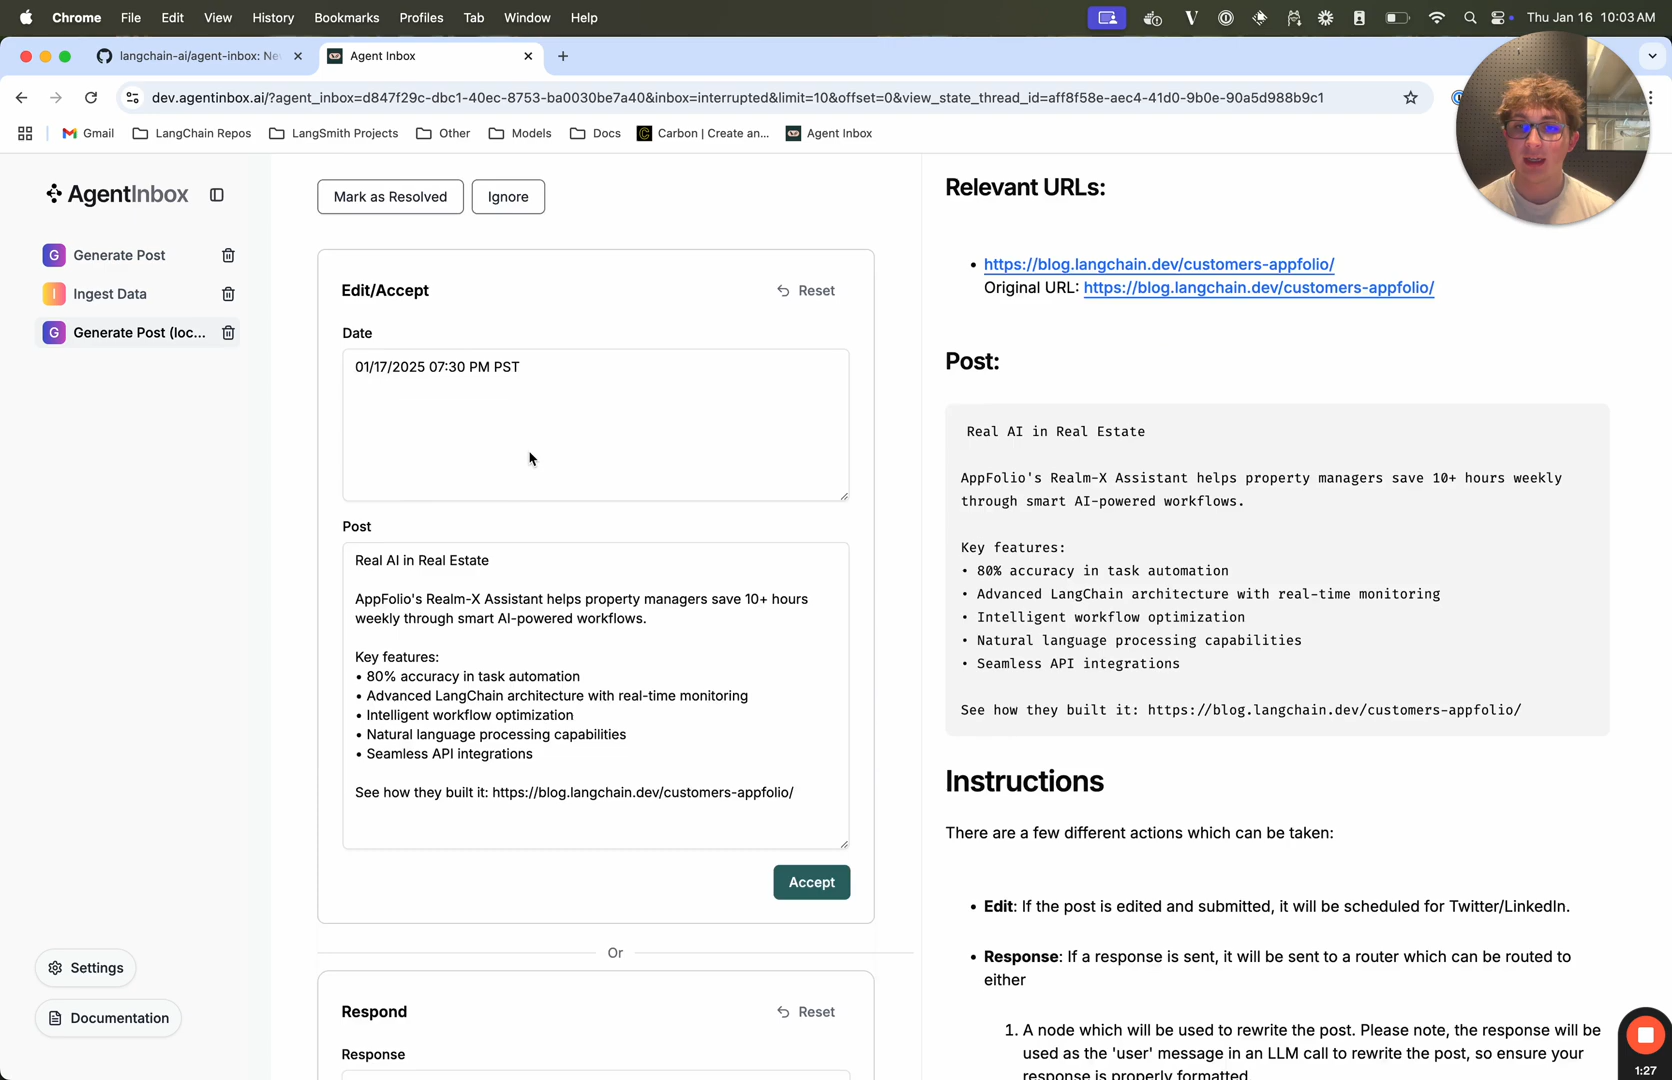 Chrome File Edit View History Bookmarks Profiles Tab Window Help
Thu Jan 16 10:03 AM
langchain-ai/agent-inbox: Ne
Agent Inbox
dev.agentinbox.ai/?agent_inbox=d847f29c-dbc1-40ec-8753-ba0030be7a40&inbox=interrupted&limit=10&offset=0&view_state_thread_id=aff8f58e-aec4-41d0-9b0e-90a5d988b9c1
Gmail LangChain Repos LangSmith Projects Other Models Docs Carbon | Create an... Agent Inbox
AgentInbox
G Generate Post
I Ingest Data
G Generate Post (loc...
Settings
Documentation
Mark as Resolved
Ignore
Edit/Accept
Reset
Date
01/17/2025 07:30 PM PST
Post
Real AI in Real Estate
AppFolio's Realm-X Assistant helps property managers save 10+ hours
weekly through smart AI-powered workflows.
Key features:
• 80% accuracy in task automation
• Advanced LangChain architecture with real-time monitoring
• Intelligent workflow optimization
• Natural language processing capabilities
• Seamless API integrations
See how they built it: https://blog.langchain.dev/customers-appfolio/
Accept
Or
Respond
Reset
Response
Relevant URLs:
• https://blog.langchain.dev/customers-appfolio/
Original URL: https://blog.langchain.dev/customers-appfolio/
Post:
Real AI in Real Estate
AppFolio's Realm-X Assistant helps property managers save 10+ hours weekly
through smart AI-powered workflows.
Key features:
• 80% accuracy in task automation
• Advanced LangChain architecture with real-time monitoring
• Intelligent workflow optimization
• Natural language processing capabilities
• Seamless API integrations
See how they built it: https://blog.langchain.dev/customers-appfolio/
Instructions
There are a few different actions which can be taken:
• Edit: If the post is edited and submitted, it will be scheduled for Twitter/LinkedIn.
• Response: If a response is sent, it will be sent to a router which can be routed to
either
1. A node which will be used to rewrite the post. Please note, the response will be
used as the 'user' message in an LLM call to rewrite the post, so ensure your
response is properly formatted.
1:27